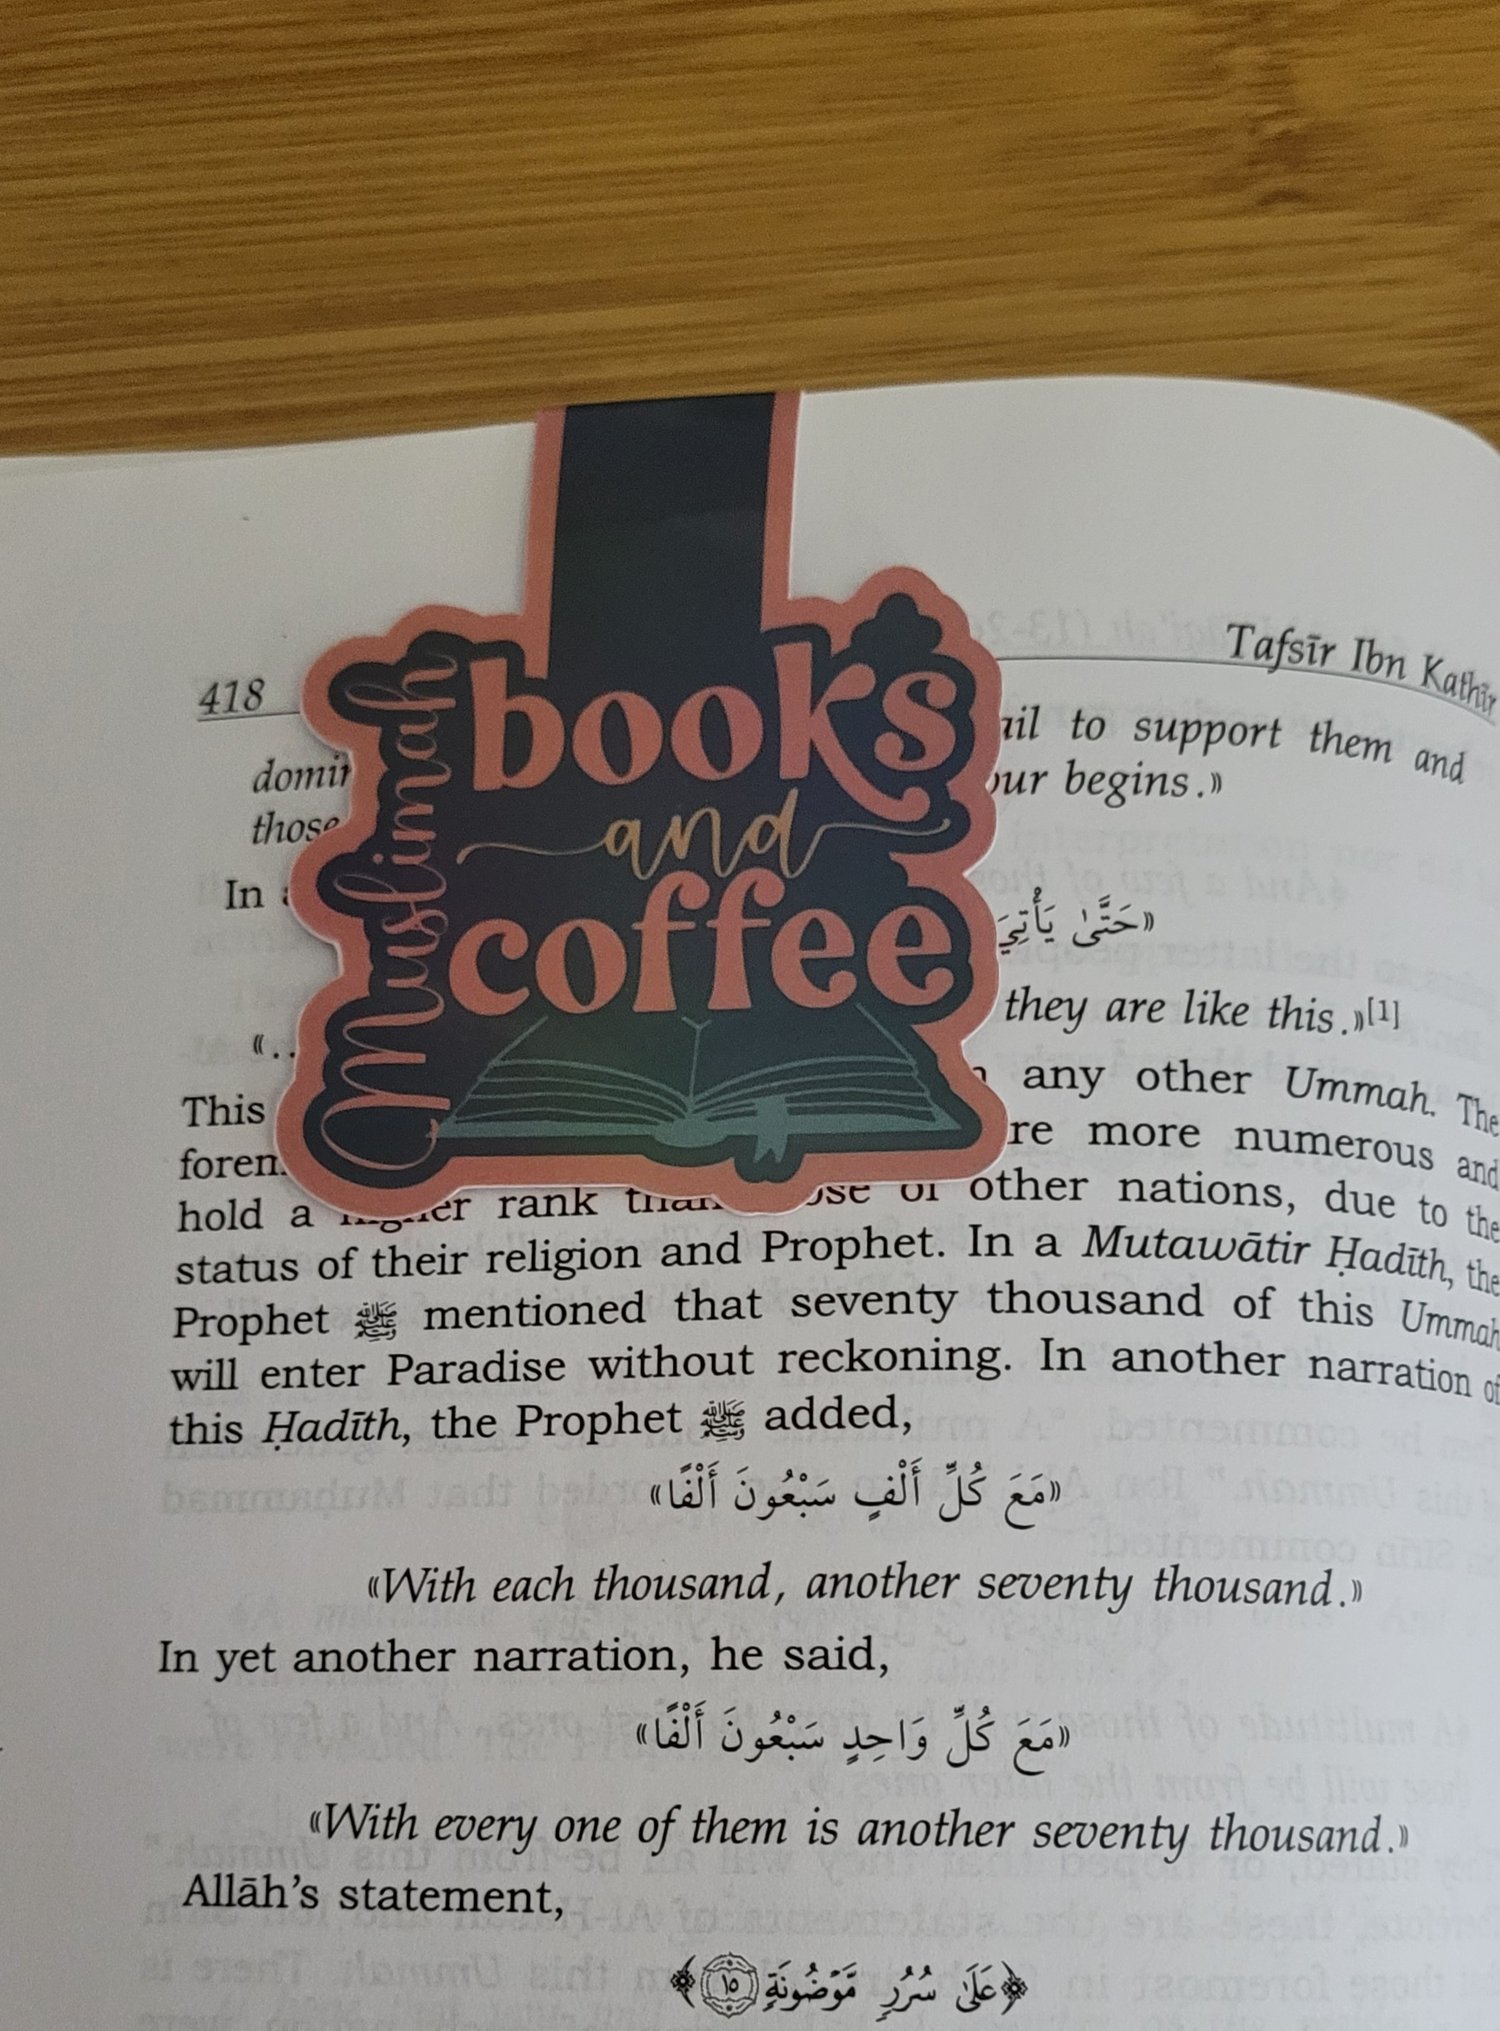 418
Tafsīr Ibn Kathīr
to support them and
those begins.»
In
«حَتَّىٰ يَأْتِيَ
they are like this.»[1]
«..
This any other Ummah. The
more numerous and
hold a higher rank than those of other nations, due to the
status of their religion and Prophet. In a Mutawātir Ḥadīth, the
Prophet ﷺ mentioned that seventy thousand of this Ummah
will enter Paradise without reckoning. In another narration of
this Ḥadīth, the Prophet ﷺ added,
«مَعَ كُلِّ أَلْفٍ سَبْعُونَ أَلْفًا»
«With each thousand, another seventy thousand.»
In yet another narration, he said,
«مَعَ كُلِّ وَاحِدٍ سَبْعُونَ أَلْفًا»
«With every one of them is another seventy thousand.»
Allāh’s statement,
﴿عَلَىٰ سُرُرٍ مَّوْضُونَةٍ ١٥﴾
Muslimah
books
and
coffee